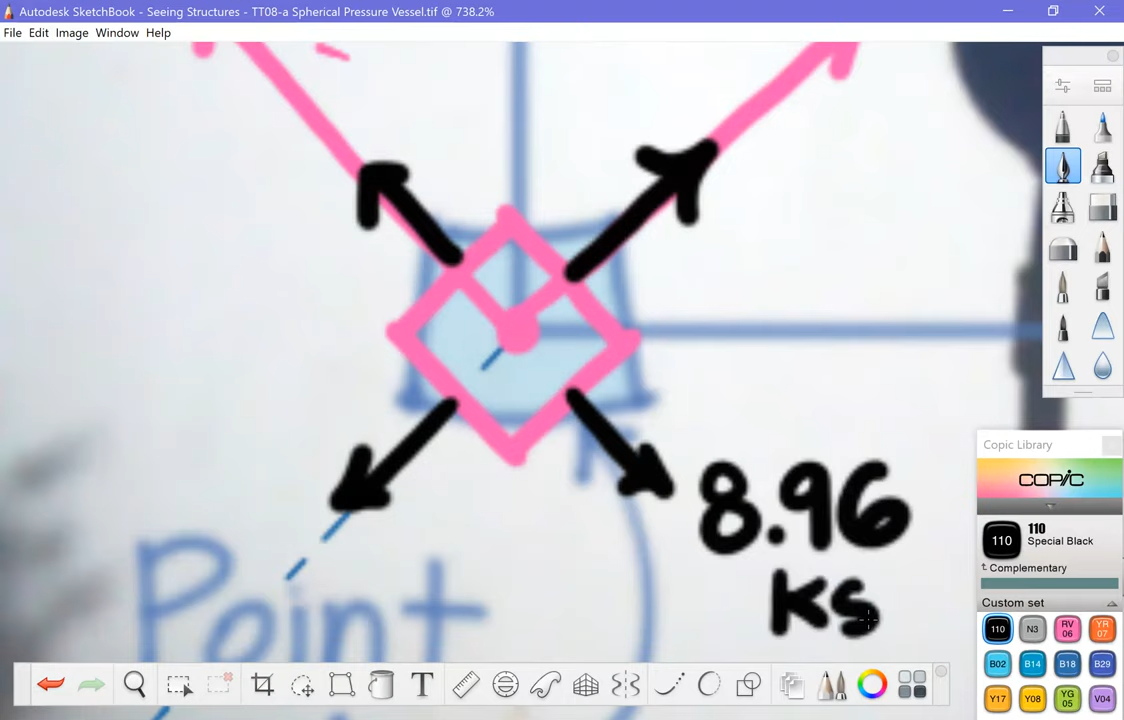 Autodesk SketchBook - Seeing Structures - TT08-a Spherical Pressure Vessel.tif @ 738.2%
File Edit Image Window Help
8.96
ks
Point
T
Copic Library
COPIC
110
110
Special Black
Complementary
Custom set
110 N3 RV 06 YR 07
B02 B14 B18 B29
Y17 Y08 YG 05 V04